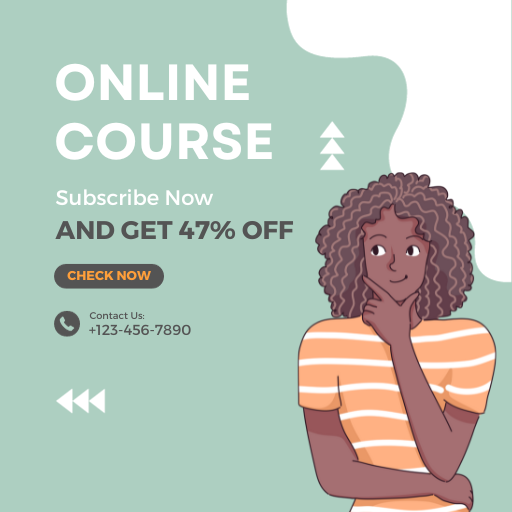 ONLINE
COURSE
Subscribe Now
AND GET 47% OFF
CHECK NOW
Contact Us:
+123-456-7890